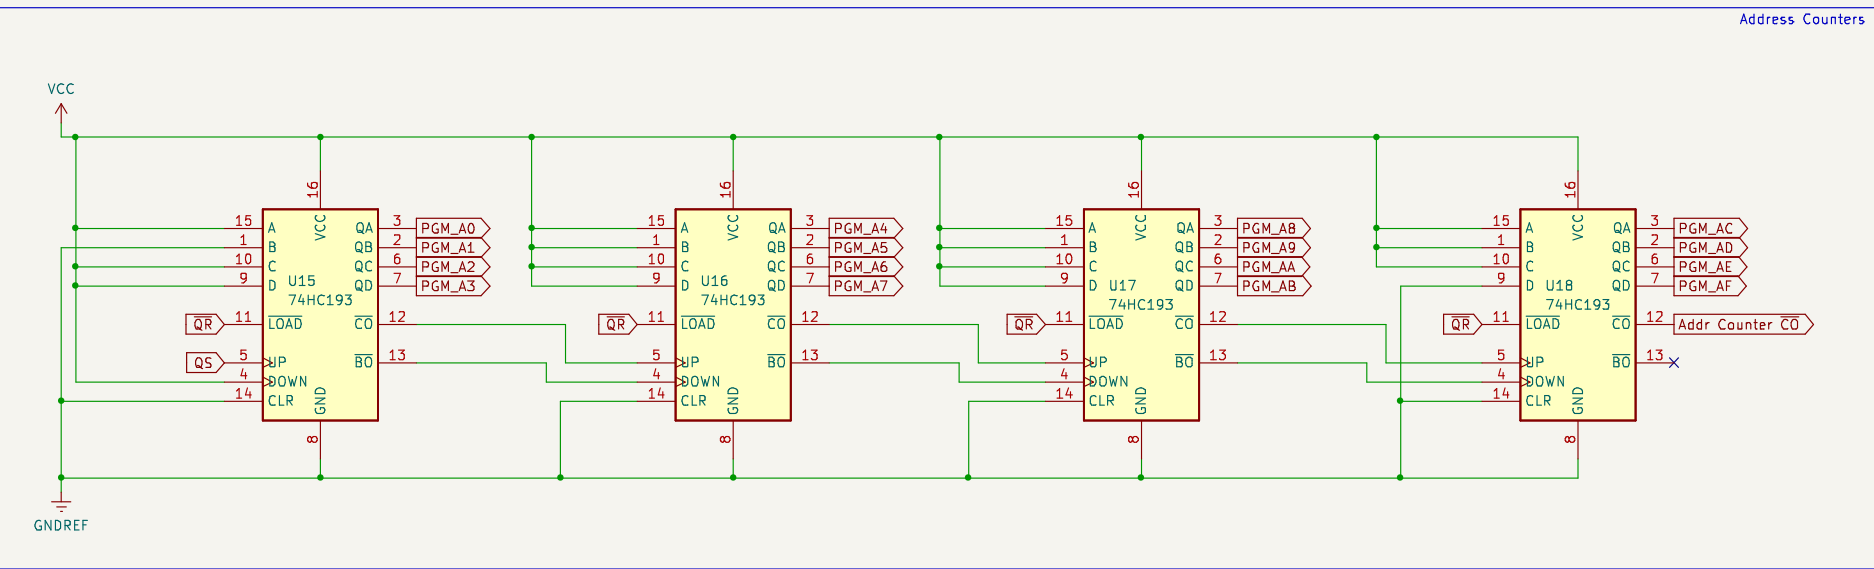 Address Counters
VCC
16 16 16 16
VCC VCC VCC VCC
15 A QA 3 PGM_A0 15 A QA 3 PGM_A4 15 A QA 3 PGM_A8 15 A QA 3 PGM_AC
1 B QB 2 PGM_A1 1 B QB 2 PGM_A5 1 B QB 2 PGM_A9 1 B QB 2 PGM_AD
10 C QC 6 PGM_A2 10 C QC 6 PGM_A6 10 C QC 6 PGM_AA 10 C QC 6 PGM_AE
9 D U15 QD 7 PGM_A3 9 D U16 QD 7 PGM_A7 9 D U17 QD 7 PGM_AB 9 D U18 QD 7 PGM_AF
74HC193 74HC193 74HC193 74HC193
QR 11 LOAD CO 12 QR 11 LOAD CO 12 QR 11 LOAD CO 12 QR 11 LOAD CO 12 Addr Counter CO
QS 5 UP BO 13 5 UP BO 13 5 UP BO 13 5 UP BO 13
4 DOWN 4 DOWN 4 DOWN 4 DOWN
14 CLR 14 CLR 14 CLR 14 CLR
GND GND GND GND
8 8 8 8
GNDREF